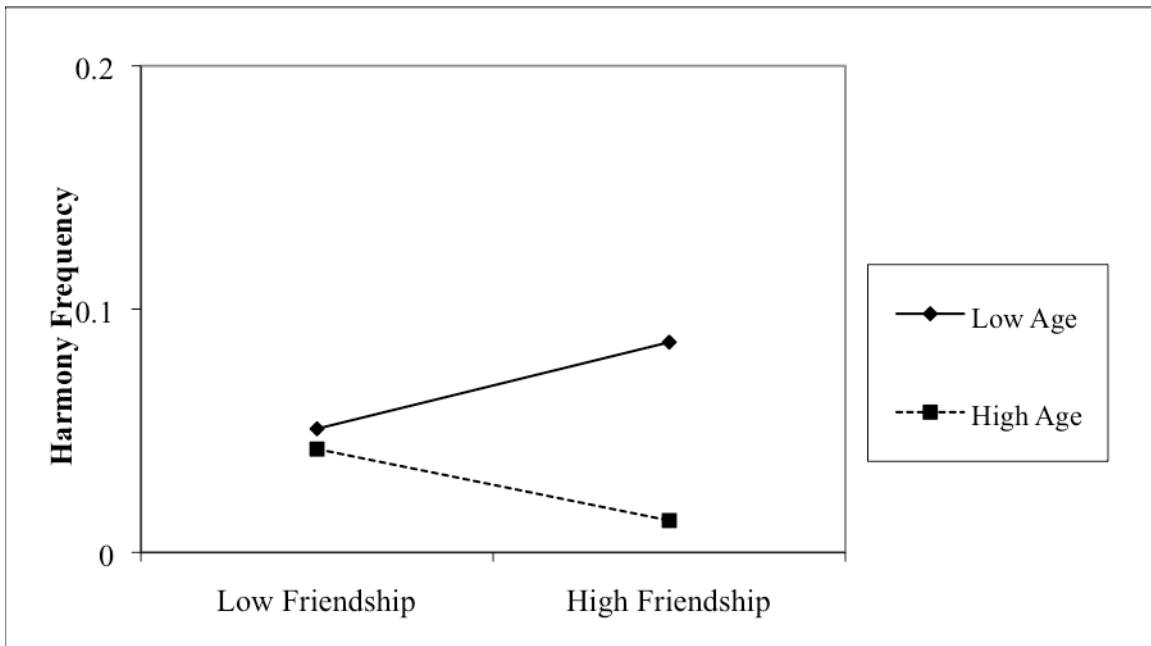 0.2
0.1
0
Harmony Frequency
Low Friendship
High Friendship
Low Age
High Age